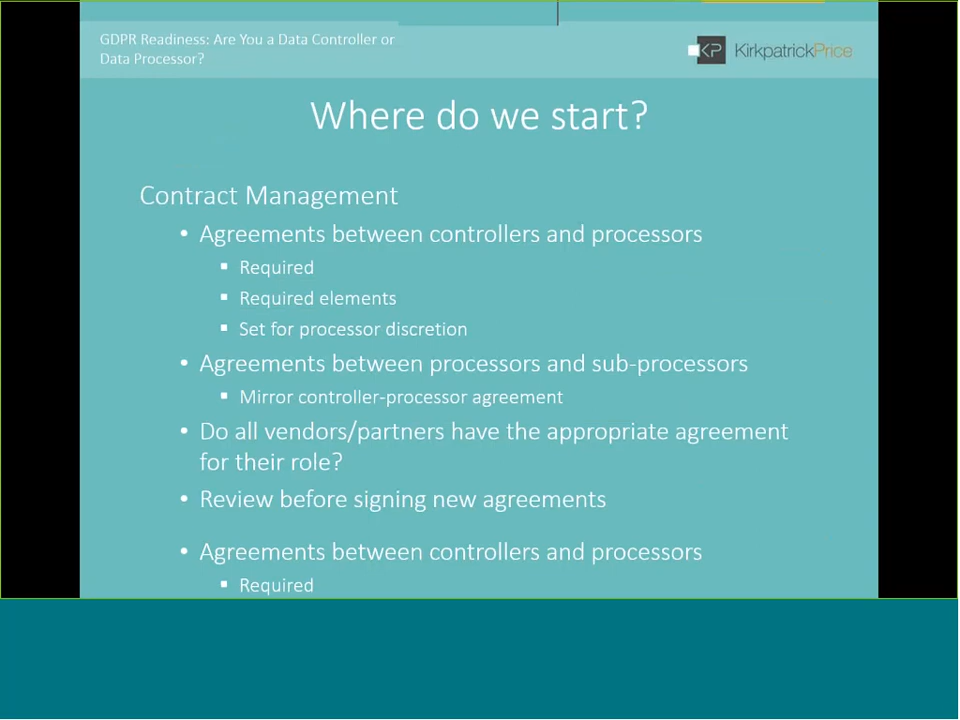 GDPR Readiness: Are You a Data Controller or
Data Processor?
KP KirkpatrickPrice
Where do we start?
Contract Management
• Agreements between controllers and processors
▪ Required
▪ Required elements
▪ Set for processor discretion
• Agreements between processors and sub-processors
▪ Mirror controller-processor agreement
• Do all vendors/partners have the appropriate agreement
for their role?
• Review before signing new agreements
• Agreements between controllers and processors
▪ Required